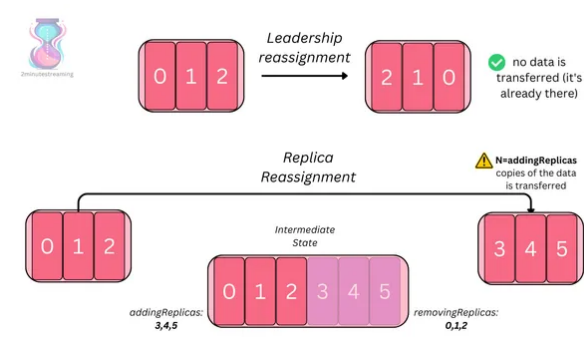 2minutestreaming
Leadership
reassignment
0 1 2
2 1 0
no data is
transferred (it's
already there)
Replica
Reassignment
N=addingReplicas
copies of the data
is transferred
0 1 2
Intermediate
State
3 4 5
0 1 2 3 4 5
addingReplicas:
3,4,5
removingReplicas:
0,1,2